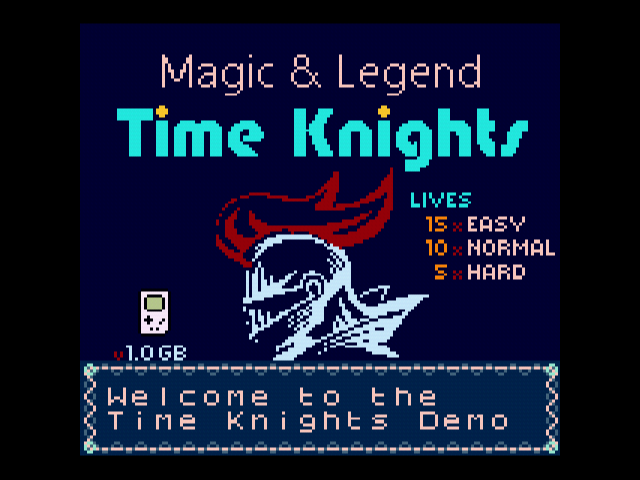 Magic & Legend
Time Knights
LIVES
15 x EASY
10 x NORMAL
5 x HARD
v1.0 GB
Welcome to the
Time Knights Demo